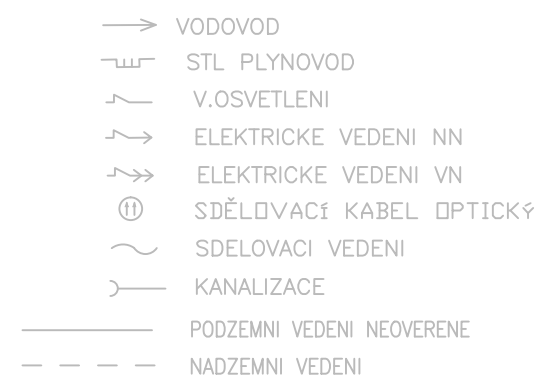 VODOVOD
STL PLYNOVOD
V.OSVETLENI
ELEKTRICKE VEDENI NN
ELEKTRICKE VEDENI VN
SDĚLOVACí KABEL OPTICKÝ
SDELOVACI VEDENI
KANALIZACE
PODZEMNI VEDENI NEOVERENE
NADZEMNI VEDENI